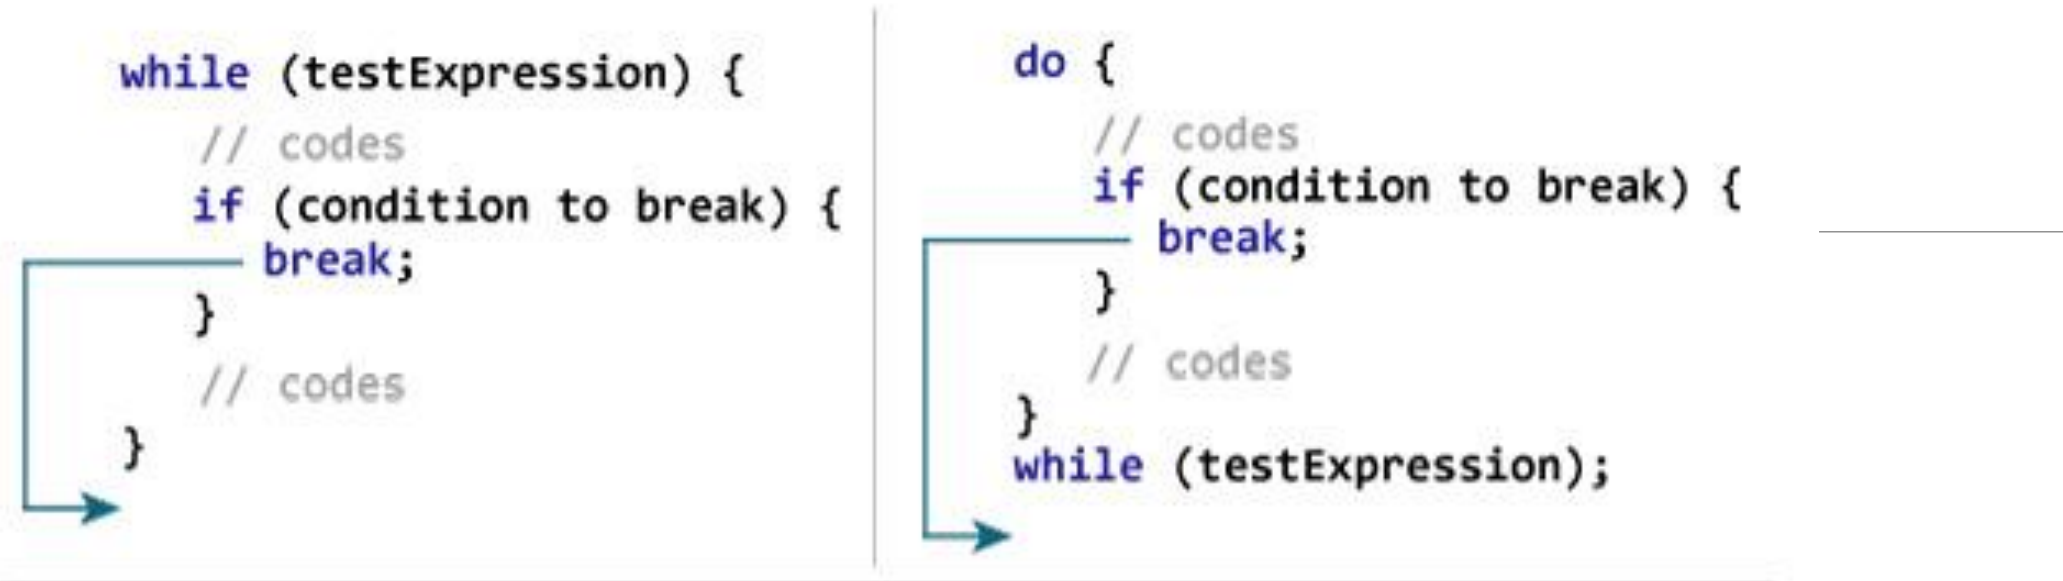 while (testExpression) {
// codes
if (condition to break) {
break;
}
// codes
}
do {
// codes
if (condition to break) {
break;
}
// codes
}
while (testExpression);